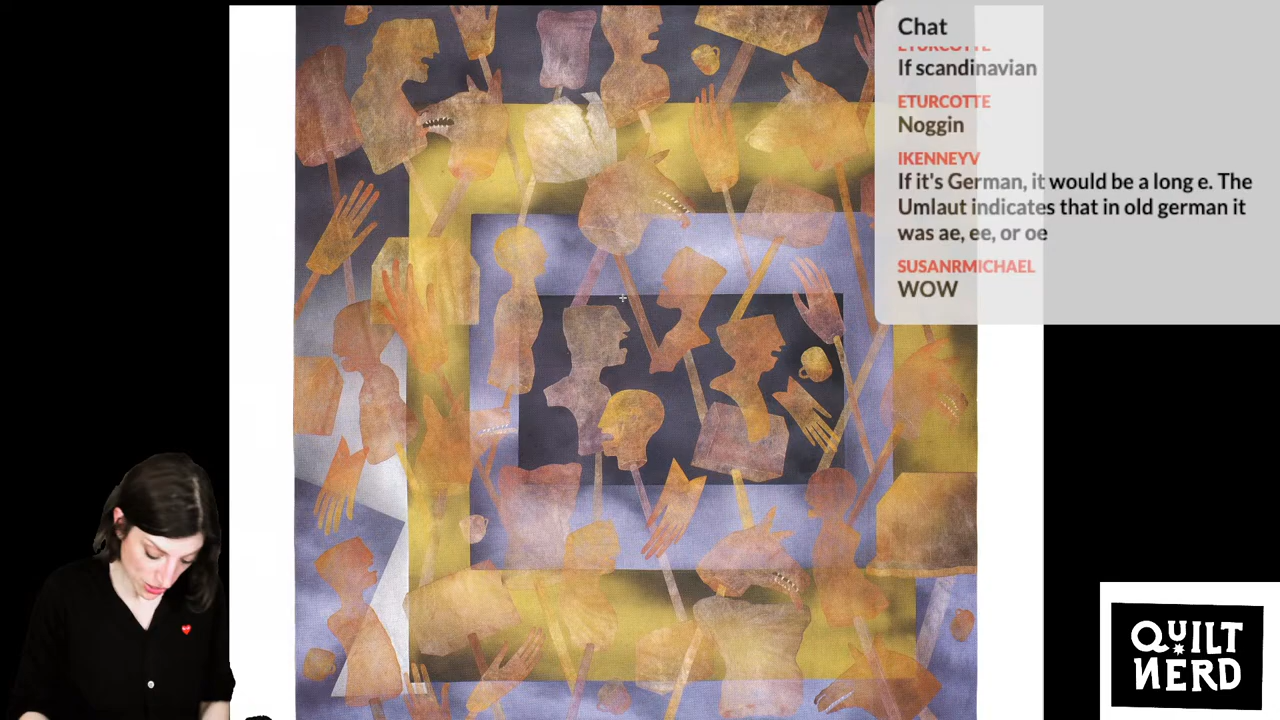 Chat
ETURCOTTE
If scandinavian
ETURCOTTE
Noggin
IKENNEYV
If it's German, it would be a long e. The
Umlaut indicates that in old german it
was ae, ee, or oe
SUSANRMICHAEL
WOW
QUILT
NERD